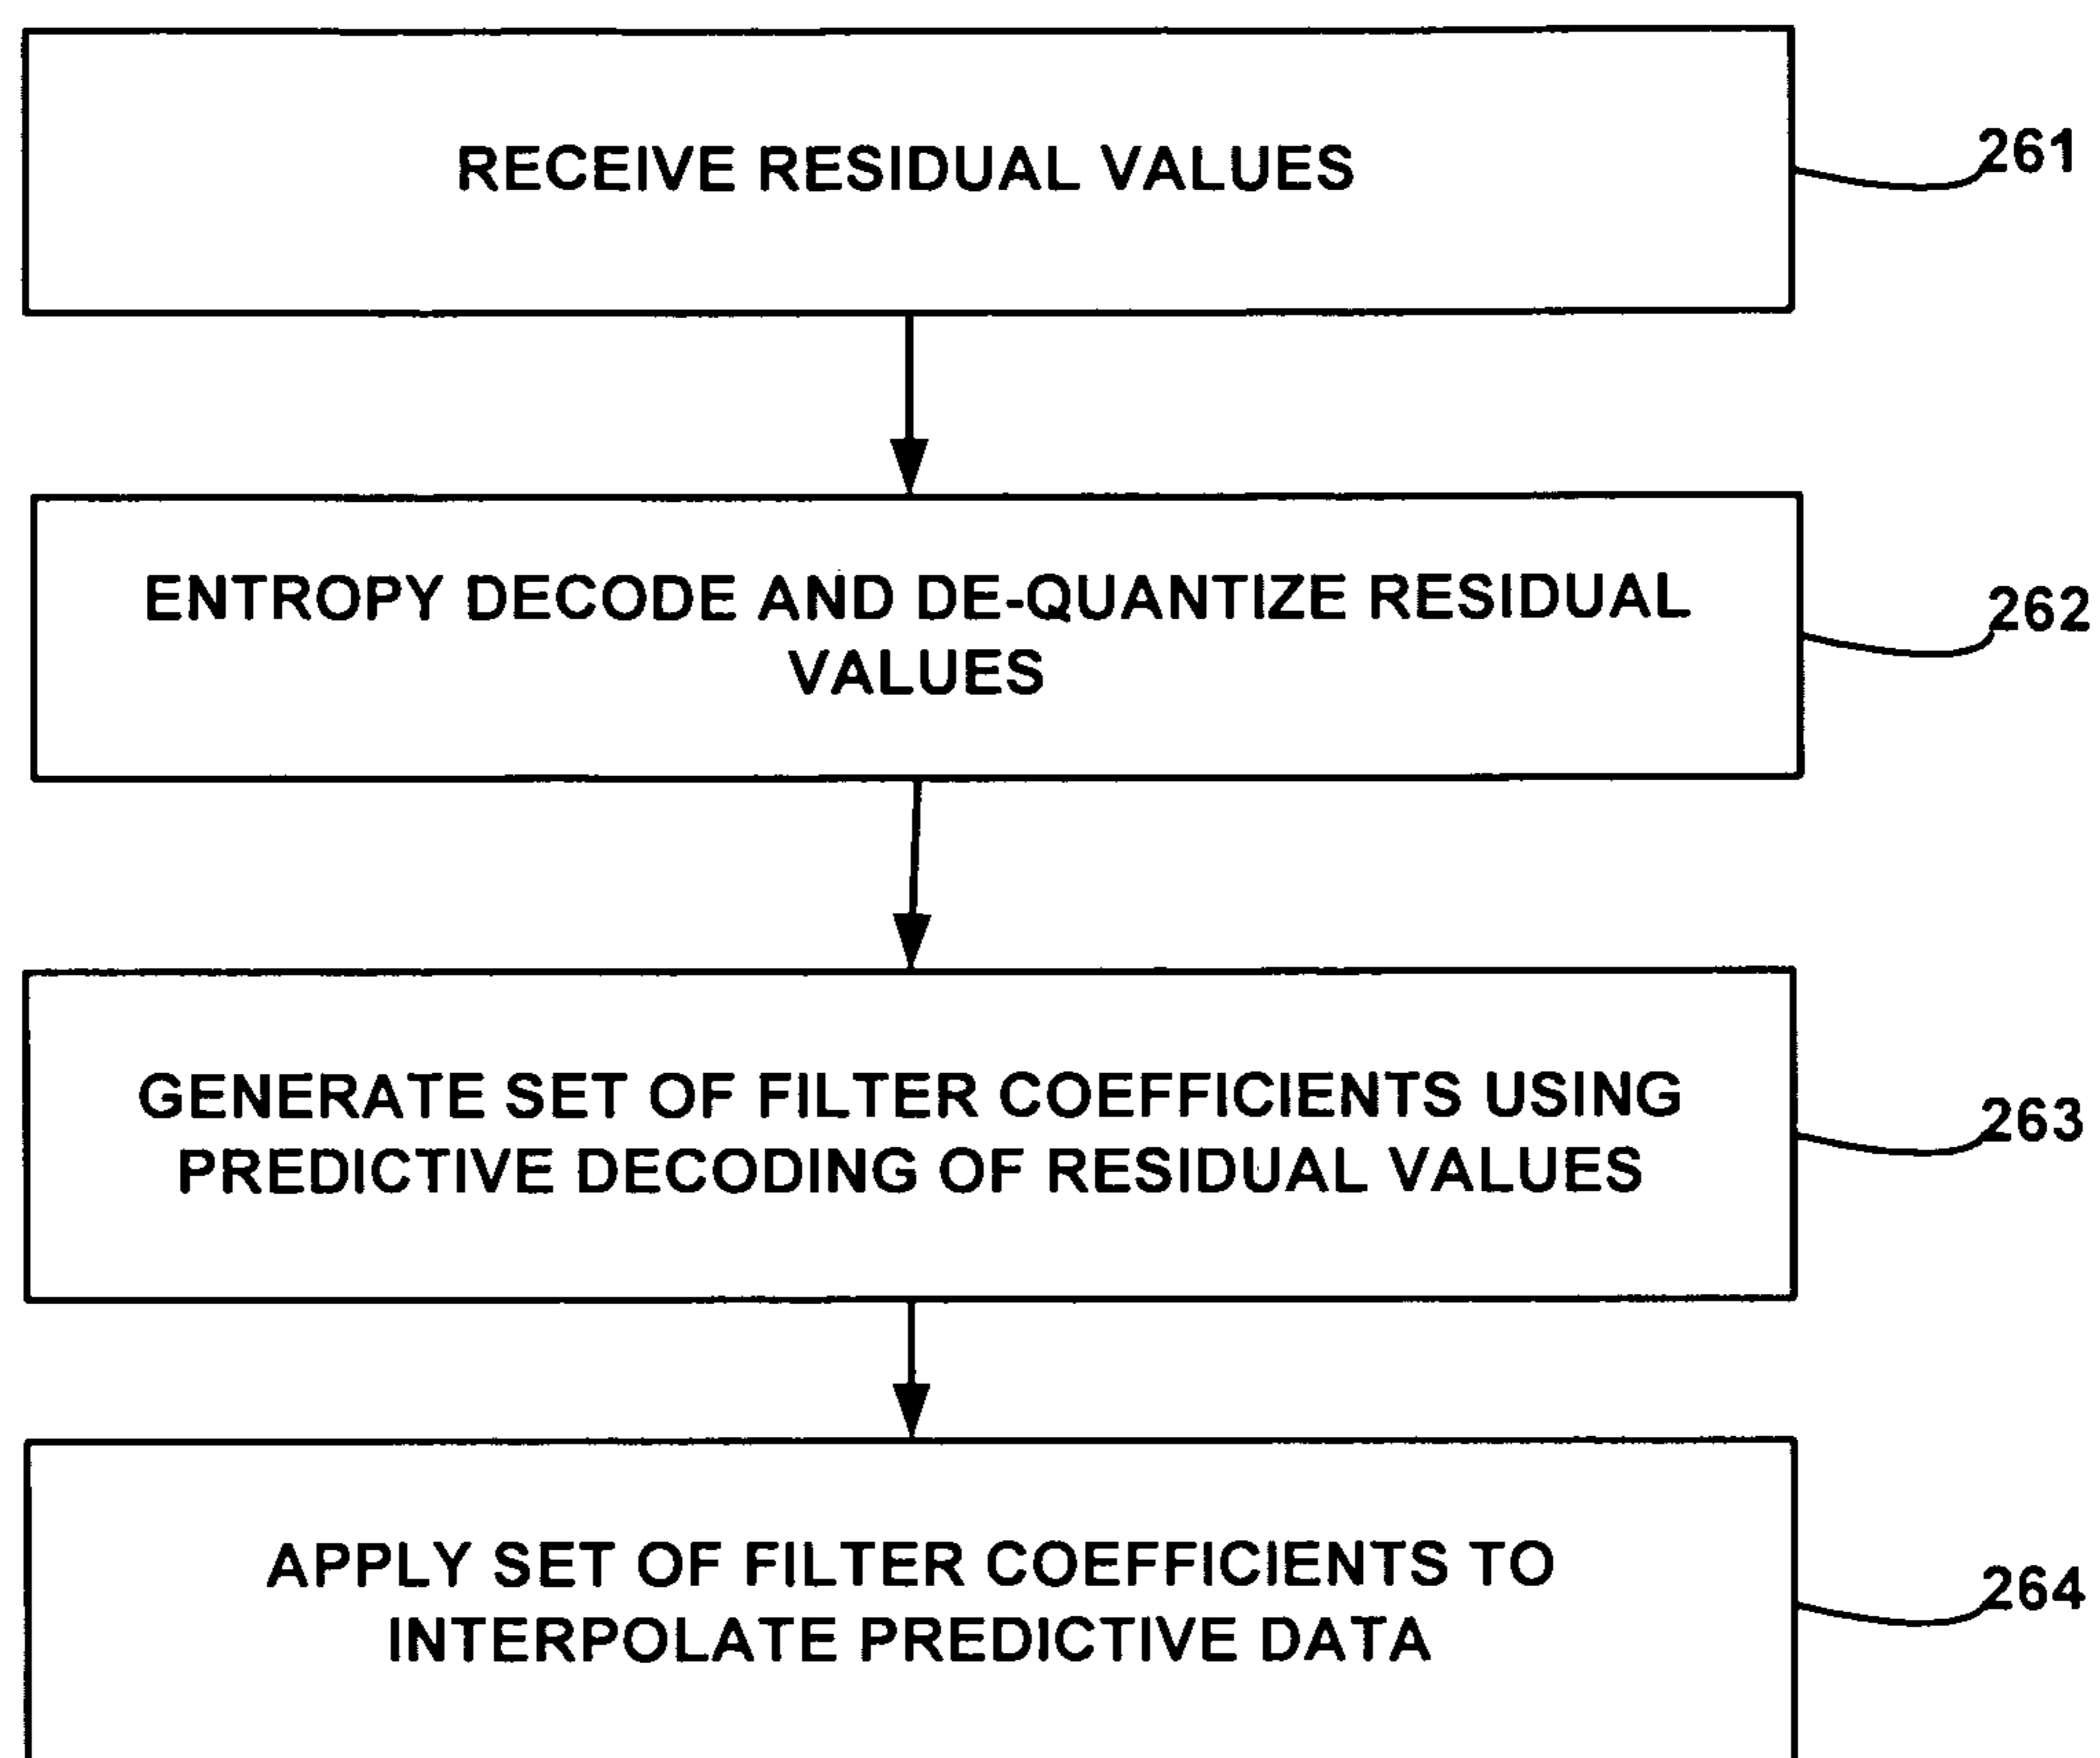 RECEIVE RESIDUAL VALUES
261
ENTROPY DECODE AND DE-QUANTIZE RESIDUAL
VALUES
262
GENERATE SET OF FILTER COEFFICIENTS USING
PREDICTIVE DECODING OF RESIDUAL VALUES
263
APPLY SET OF FILTER COEFFICIENTS TO
INTERPOLATE PREDICTIVE DATA
264